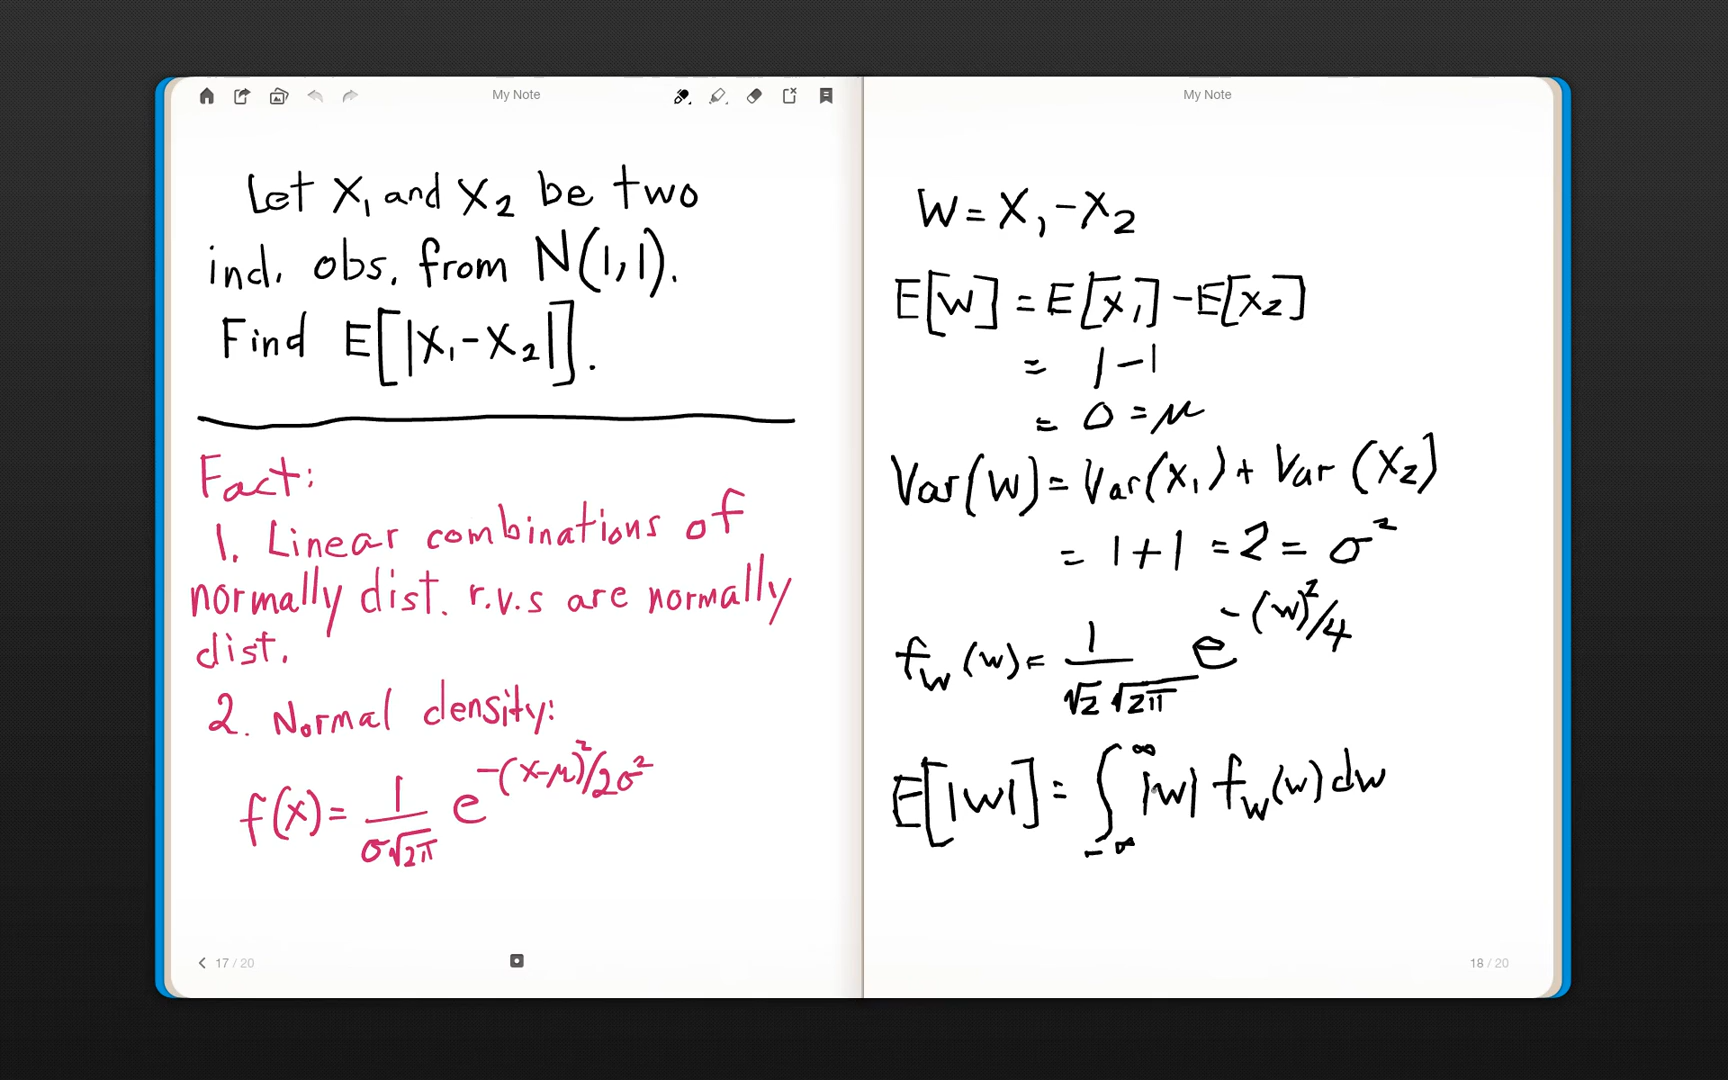 My Note
Let X₁ and X₂ be two
ind. obs. from N(1,1).
Find E[|X₁-X₂|].
Fact:
1. Linear combinations of
normally dist. r.v.s are normally
dist.
2. Normal density:
f(x)= 1/(σ√2π) e^(-(x-μ)²/2σ²)
17 / 20
My Note
W = X₁-X₂
E[W] = E[X₁] - E[X₂]
= 1-1
= 0 = μ
Var(W) = Var(X₁) + Var(X₂)
= 1+1 = 2 = σ²
f_W(w) = 1/(√2 √2π) e^(-(w)²/4)
E[|W|] = ∫_{-∞}^{∞} |w| f_W(w) dw
18 / 20